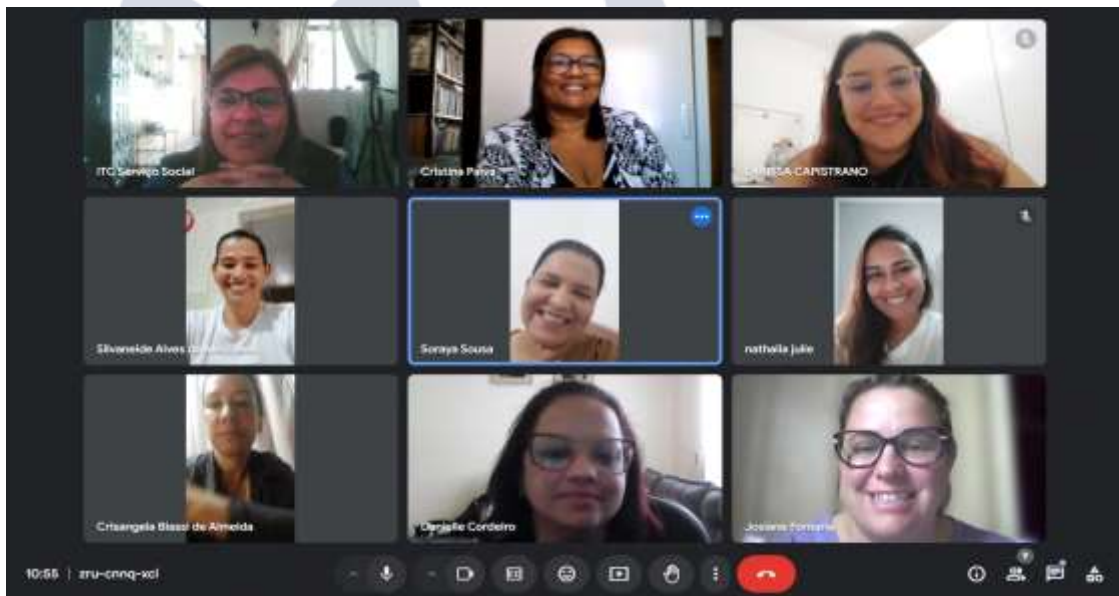 ITC Serviço Social
Cristina Paiva
CAPISTRANO
Silvaneide Alves
Soraya Sousa
nathalia julie
Crisangela Biassi de Almeida
Danielle Cordeiro
Josiane
10:55 | zru-cnnq-xcl